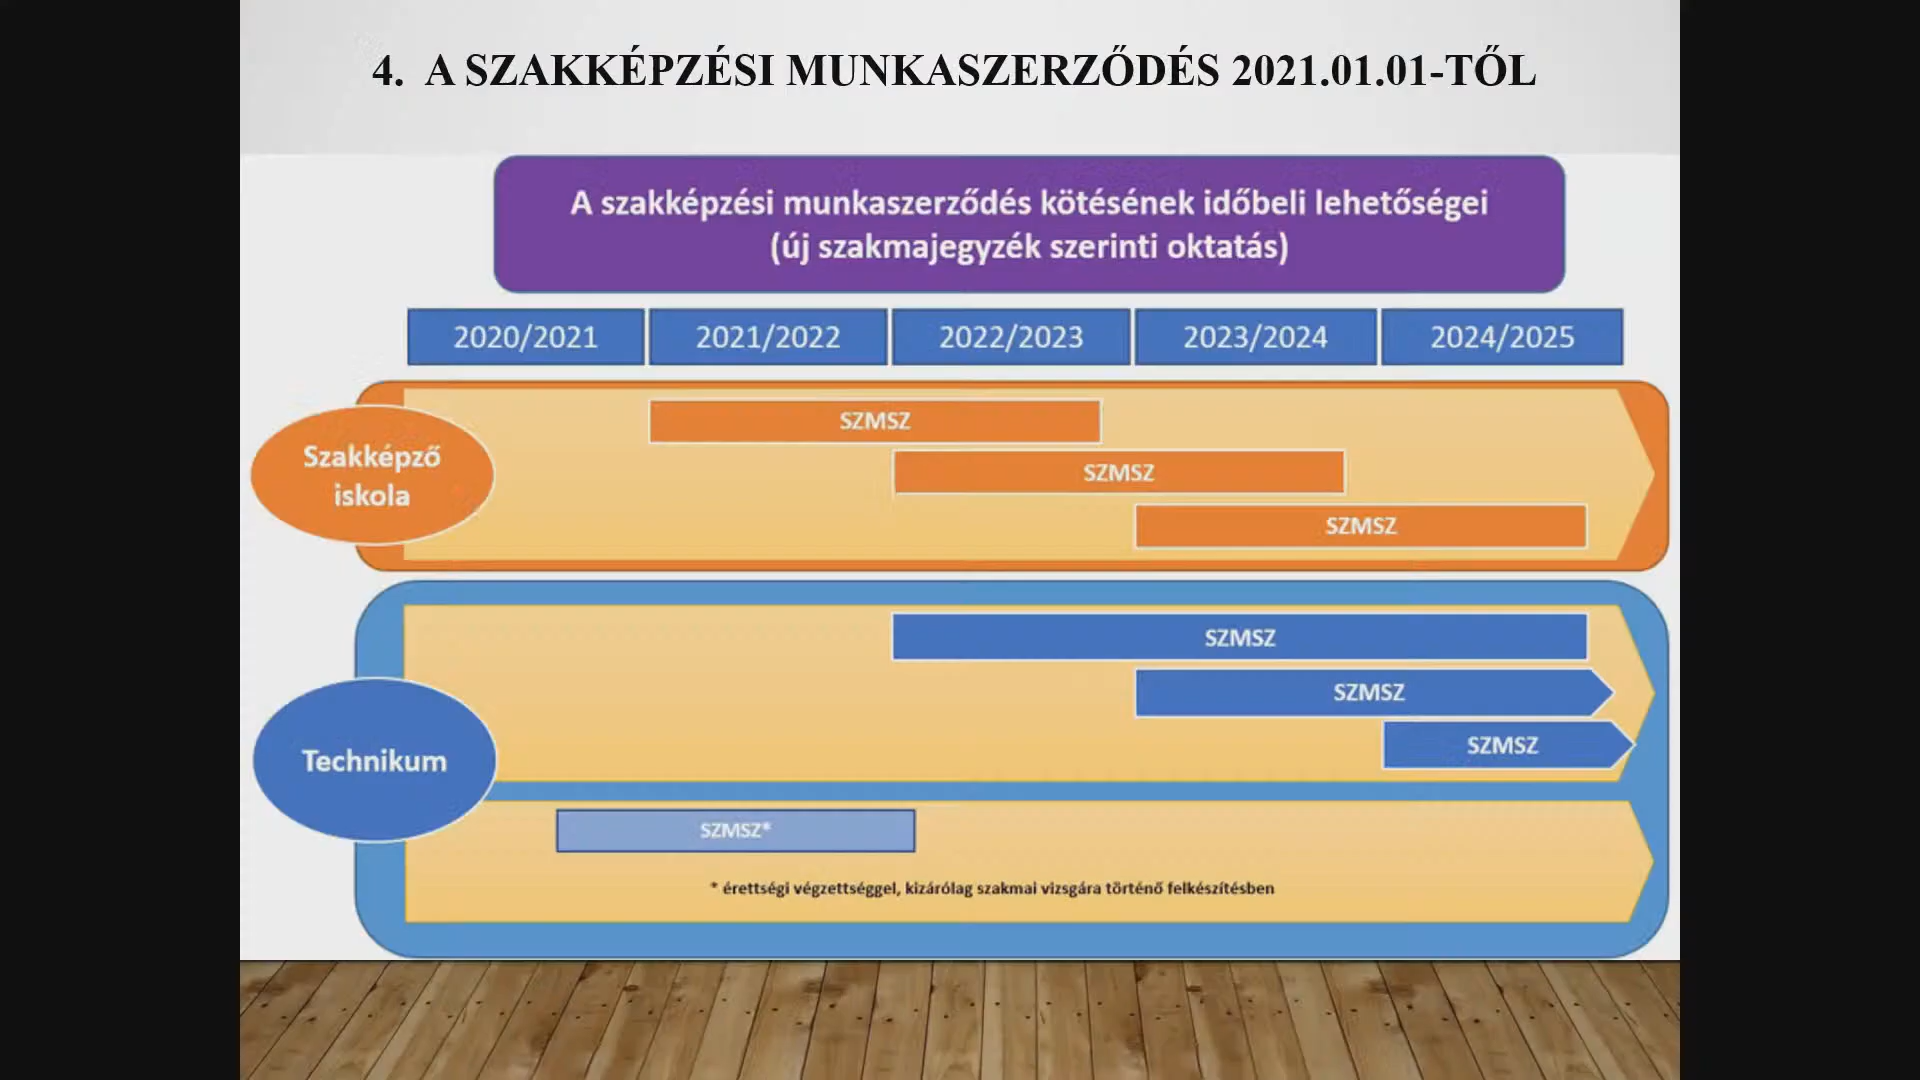 4. A SZAKKÉPZÉSI MUNKASZERZŐDÉS 2021.01.01-TŐL
A szakképzési munkaszerződés kötésének időbeli lehetőségei
(új szakmajegyzék szerinti oktatás)
2020/2021 2021/2022 2022/2023 2023/2024 2024/2025
Szakképző
iskola
SZMSZ
SZMSZ
SZMSZ
Technikum
SZMSZ
SZMSZ
SZMSZ
SZMSZ*
* érettségi végzettséggel, kizárólag szakmai vizsgára történő felkészítésben